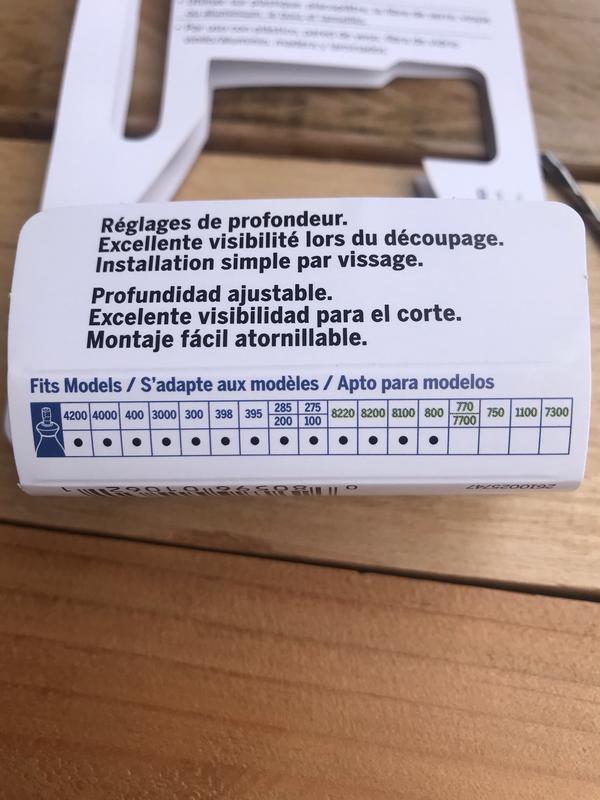 Réglages de profondeur.
Excellente visibilité lors du découpage.
Installation simple par vissage.
Profundidad ajustable.
Excelente visibilidad para el corte.
Montaje fácil atornillable.
Fits Models / S'adapte aux modèles / Apto para modelos
4200 4000 400 3000 300 398 395 285 275 8220 8200 8100 800 770 750 1100 7300
200 100 7700
2610025747